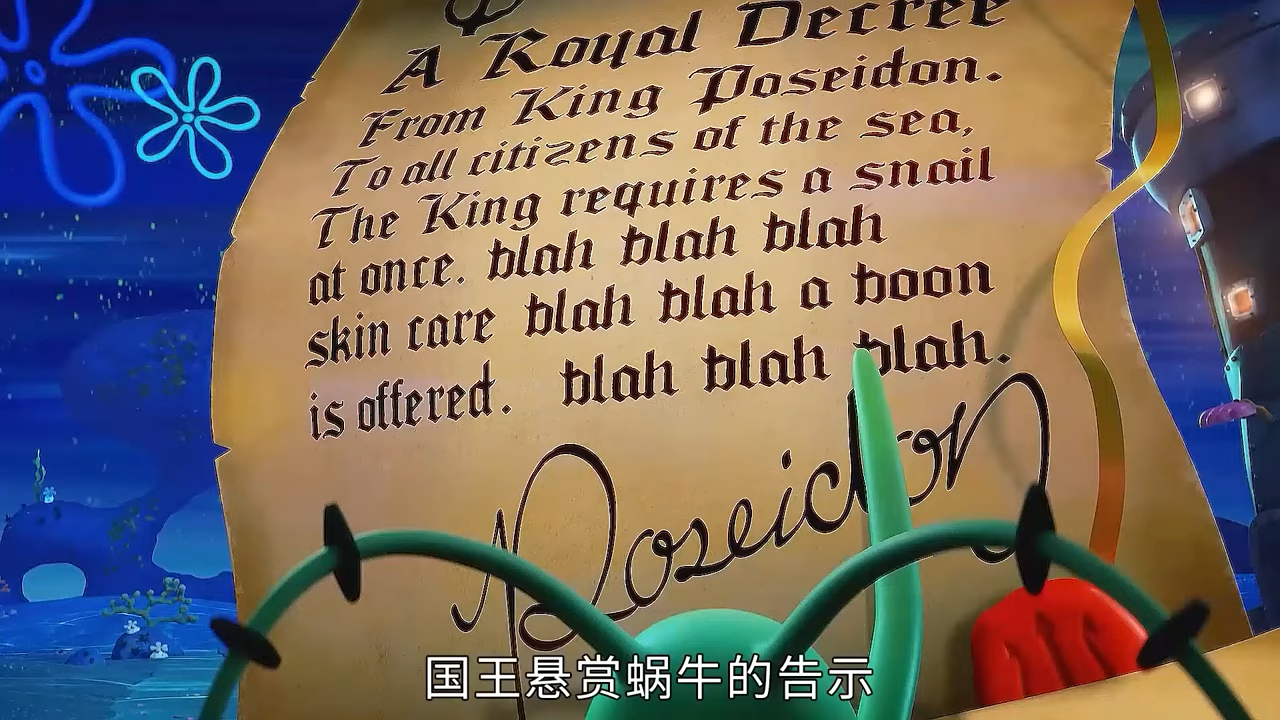 A Royal Decree
From King Poseidon.
To all citizens of the sea,
The King requires a snail
at once. blah blah blah
skin care blah blah a boon
is offered. blah blah blah.
Poseidon
国王悬赏蜗牛的告示